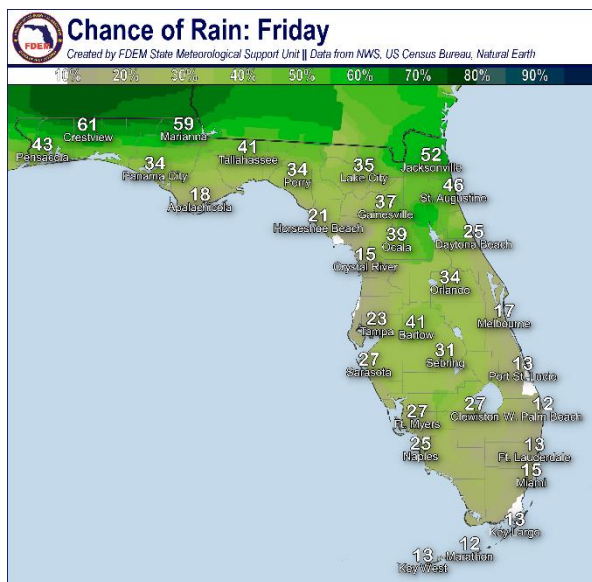 Chance of Rain: Friday
Created by FDEM State Meteorological Support Unit || Data from NWS, US Census Bureau, Natural Earth
FDEM
10% 20% 30% 40% 50% 60% 70% 80% 90%
61
Crestview
59
Marianna
43
Pensacola
41
Tallahassee
34
Panama City
34
Perry
35
Lake City
52
Jacksonville
18
Apalachicola
46
St. Augustine
21
Horseshoe Beach
37
Gainesville
39
Ocala
25
Daytona Beach
15
Crystal River
34
Orlando
17
Melbourne
23
Tampa
41
Bartow
27
Sarasota
31
Sebring
13
Port St. Lucie
27
Ft. Myers
27
Clewiston
12
W. Palm Beach
25
Naples
13
Ft. Lauderdale
15
Miami
13
Key Largo
12
Marathon
13
Key West